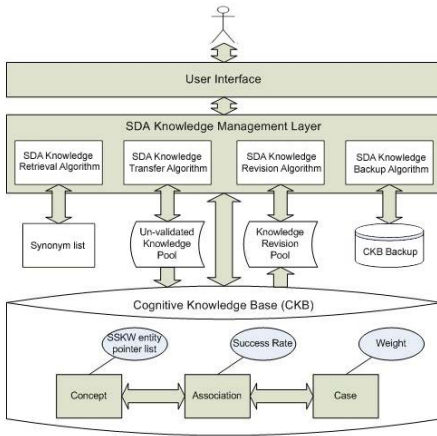 User Interface
SDA Knowledge Management Layer
SDA Knowledge
Retrieval Algorithm
SDA Knowledge
Transfer Algorithm
SDA Knowledge
Revision Algorithm
SDA Knowledge
Backup Algorithm
Synonym list
Un-validated
Knowledge
Pool
Knowledge
Revision
Pool
CKB Backup
Cognitive Knowledge Base (CKB)
SSKW entity
pointer list
Success Rate
Weight
Concept
Association
Case